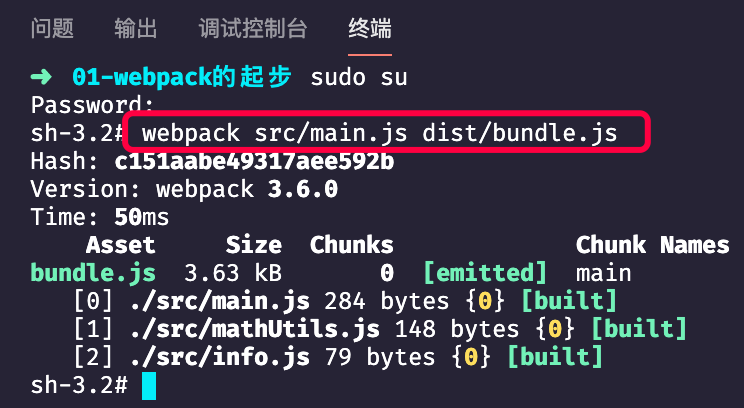 问题 输出 调试控制台 终端
➜ 01-webpack的起步 sudo su
Password:
sh-3.2# webpack src/main.js dist/bundle.js
Hash: c151aabe49317aee592b
Version: webpack 3.6.0
Time: 50ms
Asset Size Chunks Chunk Names
bundle.js 3.63 kB 0 [emitted] main
[0] ./src/main.js 284 bytes {0} [built]
[1] ./src/mathUtils.js 148 bytes {0} [built]
[2] ./src/info.js 79 bytes {0} [built]
sh-3.2#